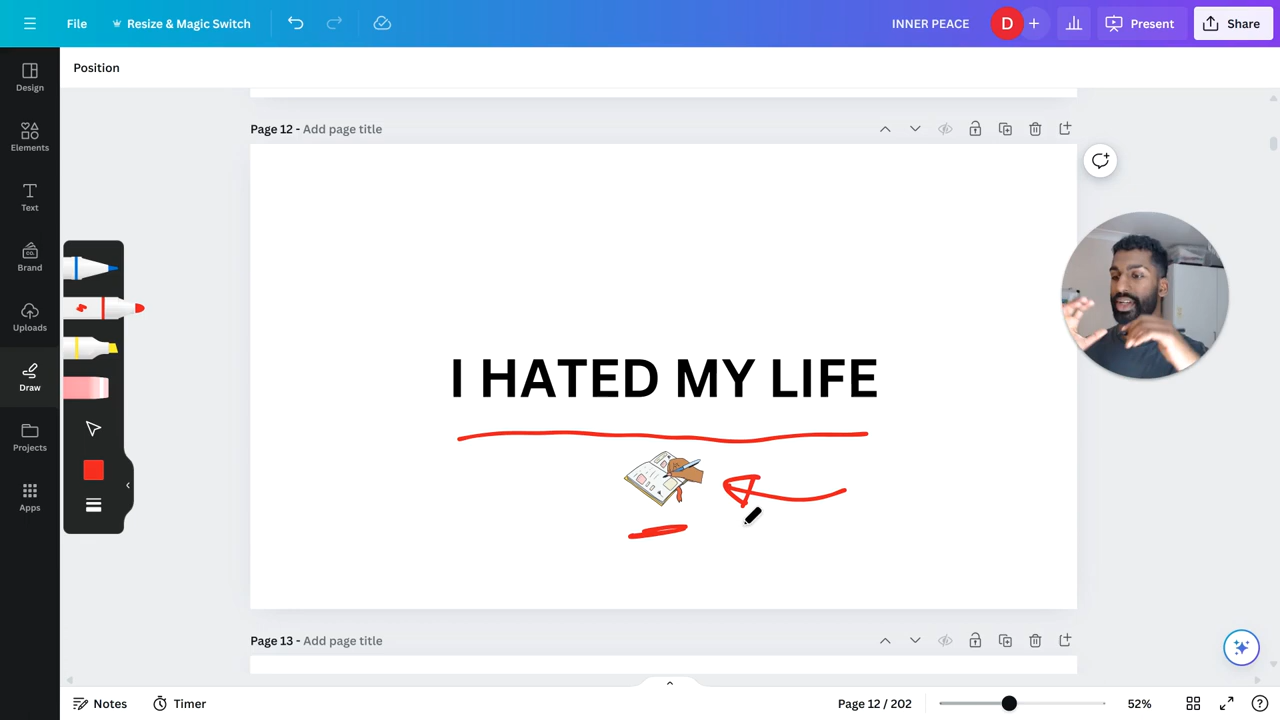 File
Resize & Magic Switch
INNER PEACE
D
Present
Share
Position
Design
Elements
Text
Brand
Uploads
Draw
Projects
Apps
Page 12 - Add page title
I HATED MY LIFE
Page 13 - Add page title
Notes
Timer
Page 12 / 202
52%